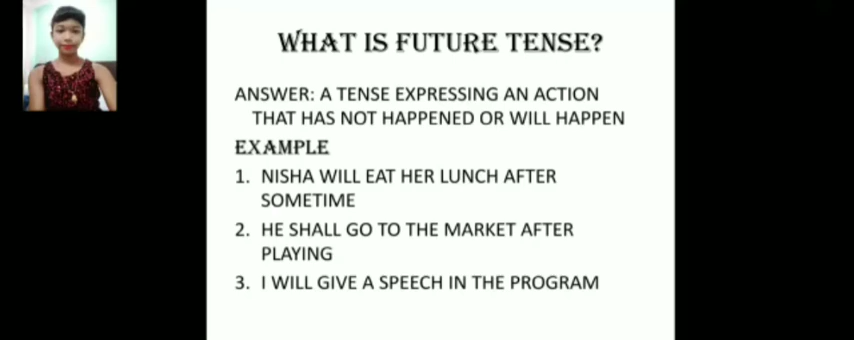 WHAT IS FUTURE TENSE?
ANSWER: A TENSE EXPRESSING AN ACTION
THAT HAS NOT HAPPENED OR WILL HAPPEN
EXAMPLE
1. NISHA WILL EAT HER LUNCH AFTER
SOMETIME
2. HE SHALL GO TO THE MARKET AFTER
PLAYING
3. I WILL GIVE A SPEECH IN THE PROGRAM